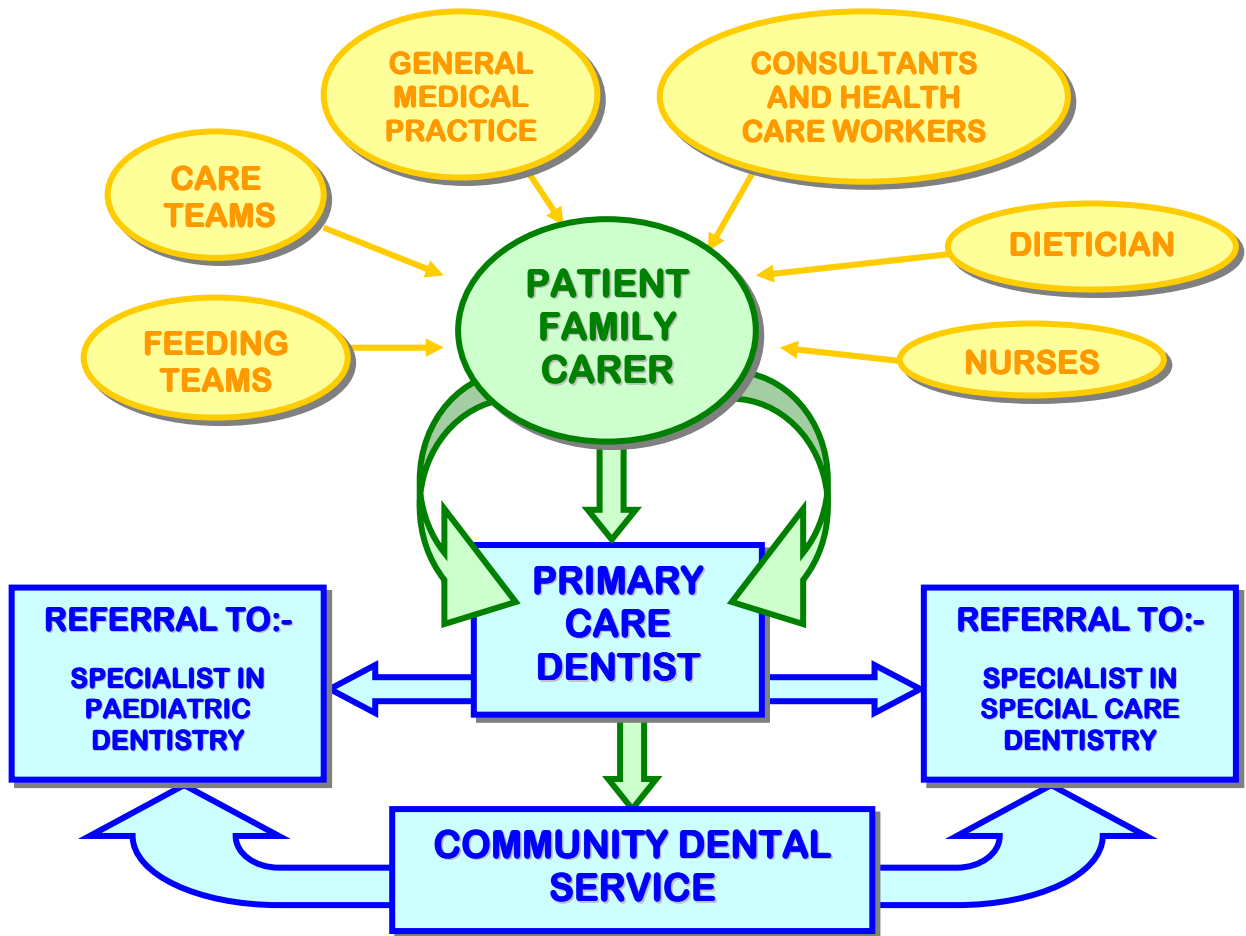 GENERAL
MEDICAL
PRACTICE
CONSULTANTS
AND HEALTH
CARE WORKERS
CARE
TEAMS
DIETICIAN
FEEDING
TEAMS
NURSES
PATIENT
FAMILY
CARER
PRIMARY
CARE
DENTIST
REFERRAL TO:-
SPECIALIST IN
PAEDIATRIC
DENTISTRY
REFERRAL TO:-
SPECIALIST IN
SPECIAL CARE
DENTISTRY
COMMUNITY DENTAL
SERVICE